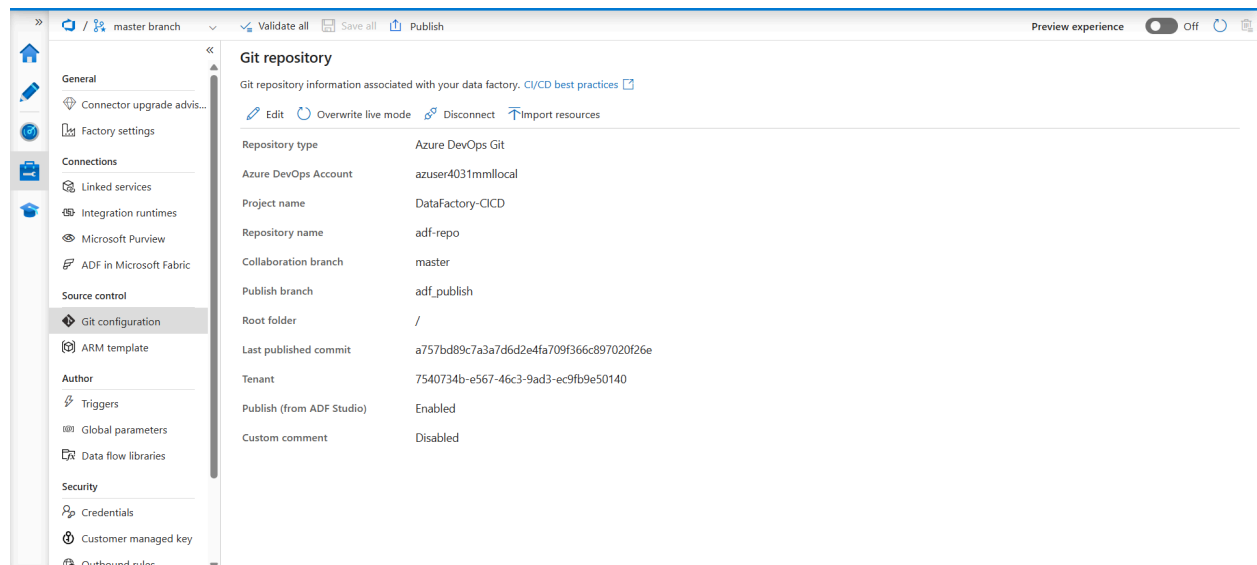 » / master branch Validate all Save all Publish Preview experience Off
«
General
Connector upgrade advis...
Factory settings
Connections
Linked services
Integration runtimes
Microsoft Purview
ADF in Microsoft Fabric
Source control
Git configuration
ARM template
Author
Triggers
Global parameters
Data flow libraries
Security
Credentials
Customer managed key
Outbound rules
Git repository
Git repository information associated with your data factory. CI/CD best practices
Edit Overwrite live mode Disconnect Import resources
Repository type Azure DevOps Git
Azure DevOps Account azuser4031mmllocal
Project name DataFactory-CICD
Repository name adf-repo
Collaboration branch master
Publish branch adf_publish
Root folder /
Last published commit a757bd89c7a3a7d6d2e4fa709f366c897020f26e
Tenant 7540734b-e567-46c3-9ad3-ec9fb9e50140
Publish (from ADF Studio) Enabled
Custom comment Disabled